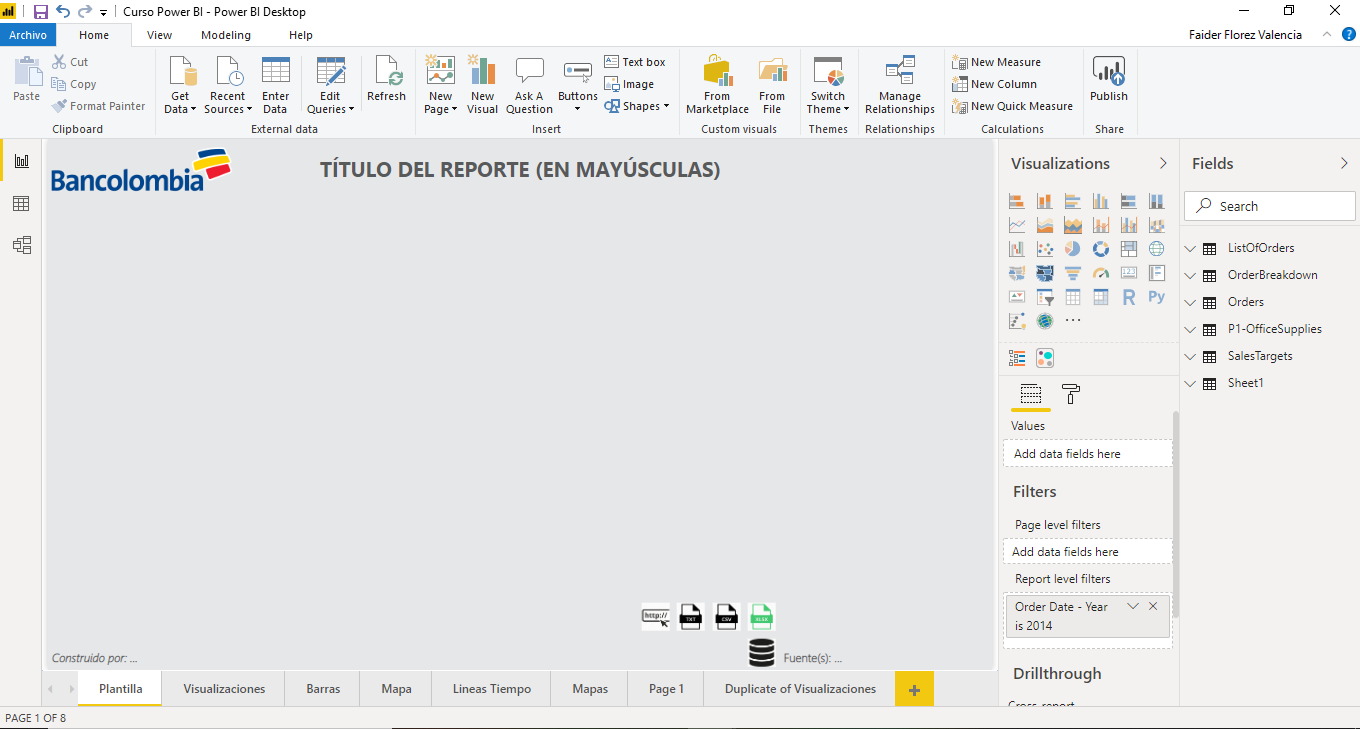 Curso Power BI - Power BI Desktop
Archivo Home View Modeling Help Faider Florez Valencia ?
Paste Cut Copy Format Painter
Clipboard
Get Data Recent Sources Enter Data Edit Queries Refresh
External data
New Page New Visual Ask A Question Buttons Text box Image Shapes
Insert
From Marketplace From File
Custom visuals
Switch Theme
Themes
Manage Relationships
Relationships
New Measure
New Column
New Quick Measure
Calculations
Publish
Share
Bancolombia
TÍTULO DEL REPORTE (EN MAYÚSCULAS)
http:// TXT CSV XLSX
Construido por: ...
Fuente(s): ...
Visualizations
123
R Py
...
Values
Add data fields here
Filters
Page level filters
Add data fields here
Report level filters
Order Date - Year
is 2014
Drillthrough
Cross-report
Fields
Search
ListOfOrders
OrderBreakdown
Orders
P1-OfficeSupplies
SalesTargets
Sheet1
Plantilla Visualizaciones Barras Mapa Lineas Tiempo Mapas Page 1 Duplicate of Visualizaciones +
PAGE 1 OF 8